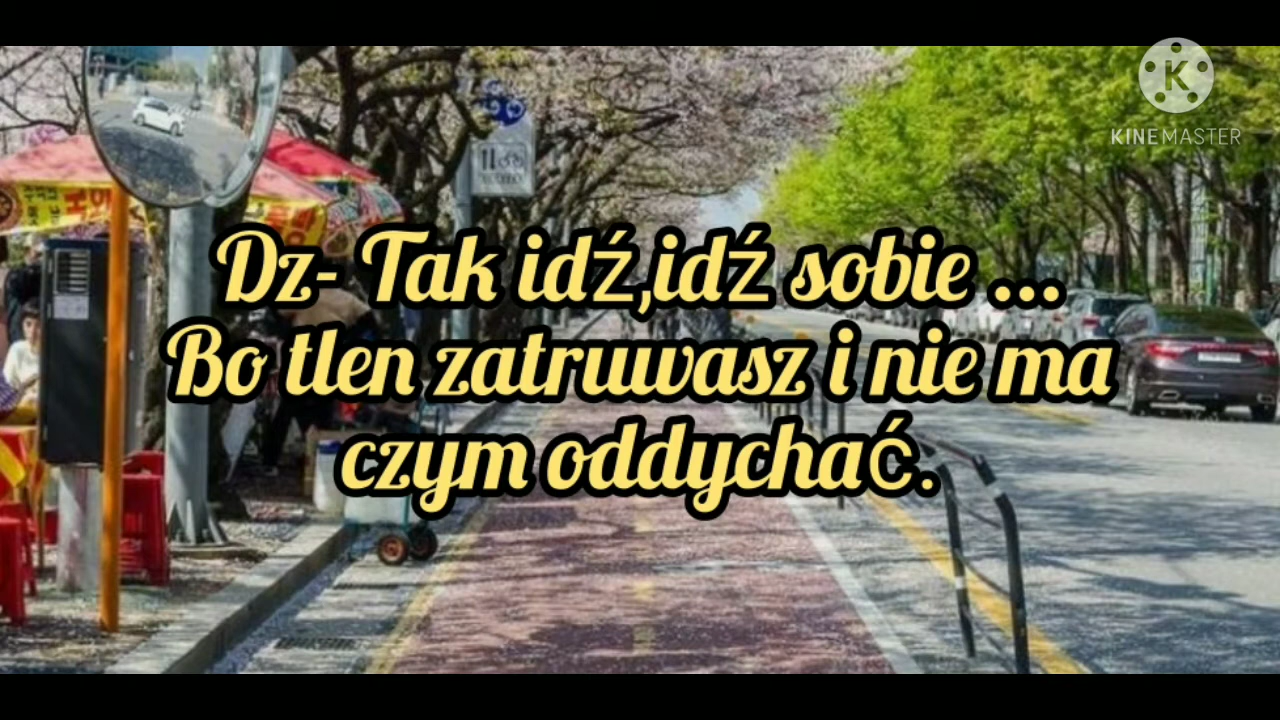 KINEMASTER
Dz- Tak idź,idź sobie ...
Bo tlen zatruwasz i nie ma
czym oddychać.